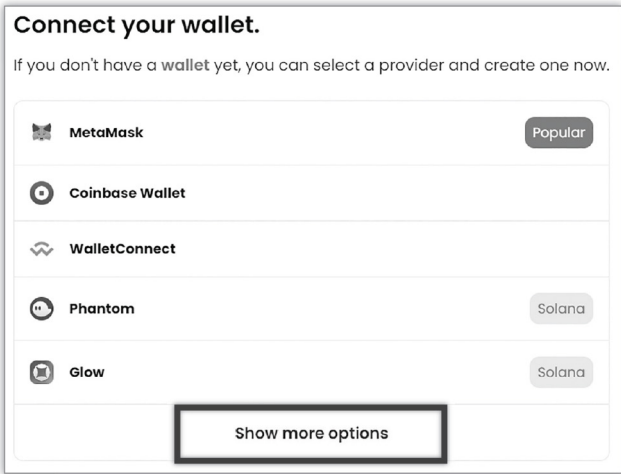 Connect your wallet.
If you don't have a wallet yet, you can select a provider and create one now.
MetaMask Popular
Coinbase Wallet
WalletConnect
Phantom Solana
Glow Solana
Show more options